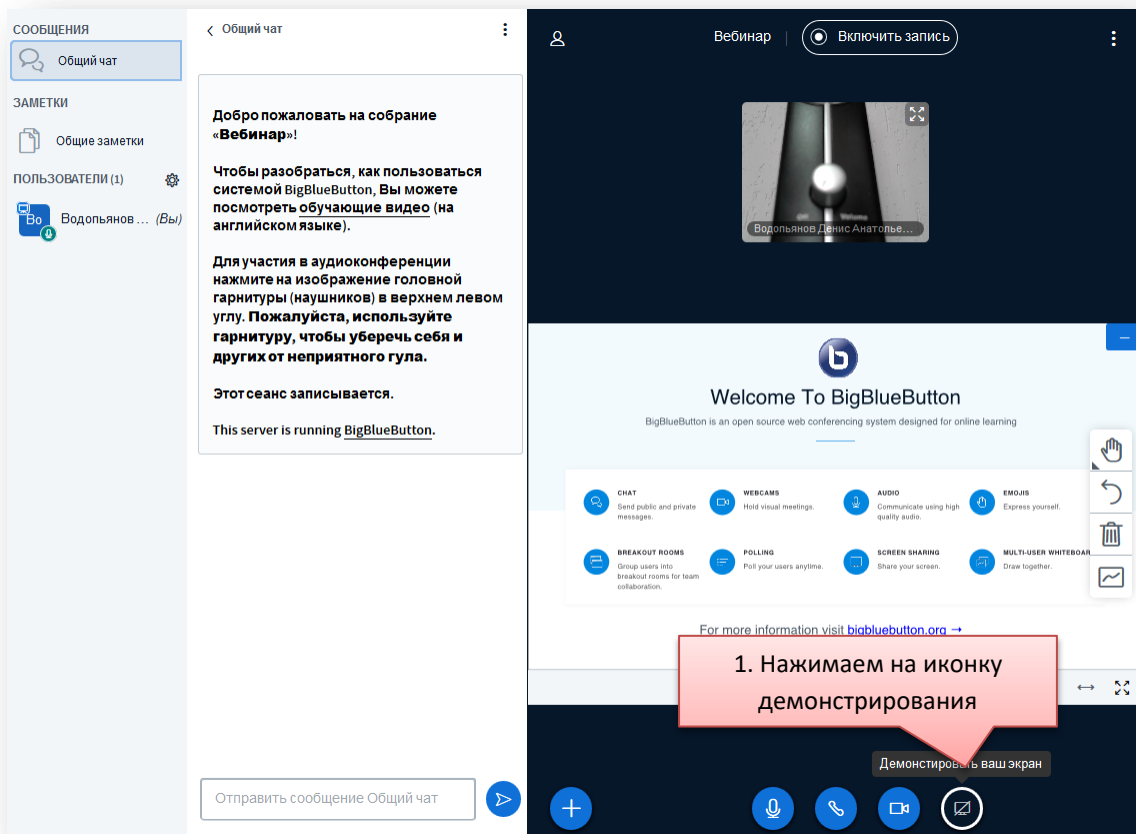 СООБЩЕНИЯ
Общий чат
ЗАМЕТКИ
Общие заметки
ПОЛЬЗОВАТЕЛИ (1)
Во
Водопьянов ... (Вы)
Общий чат
Добро пожаловать на собрание
«Вебинар»!
Чтобы разобраться, как пользоваться
системой BigBlueButton, Вы можете
посмотреть обучающие видео (на
английском языке).
Для участия в аудиоконференции
нажмите на изображение головной
гарнитуры (наушников) в верхнем левом
углу. Пожалуйста, используйте
гарнитуру, чтобы уберечь себя и
других от неприятного гула.
Этот сеанс записывается.
This server is running BigBlueButton.
Отправить сообщение Общий чат
Вебинар
Включить запись
Off Volume
Водопьянов Денис Анатолье...
Welcome To BigBlueButton
BigBlueButton is an open source web conferencing system designed for online learning
CHAT
Send public and private
messages.
WEBCAMS
Hold visual meetings.
AUDIO
Communicate using high
quality audio.
EMOJIS
Express yourself.
BREAKOUT ROOMS
Group users into
breakout rooms for team
collaboration.
POLLING
Poll your users anytime.
SCREEN SHARING
Share your screen.
MULTI-USER WHITEBOAR
Draw together.
For more information visit bigbluebutton.org →
1. Нажимаем на иконку
демонстрирования
Демонстировать ваш экран